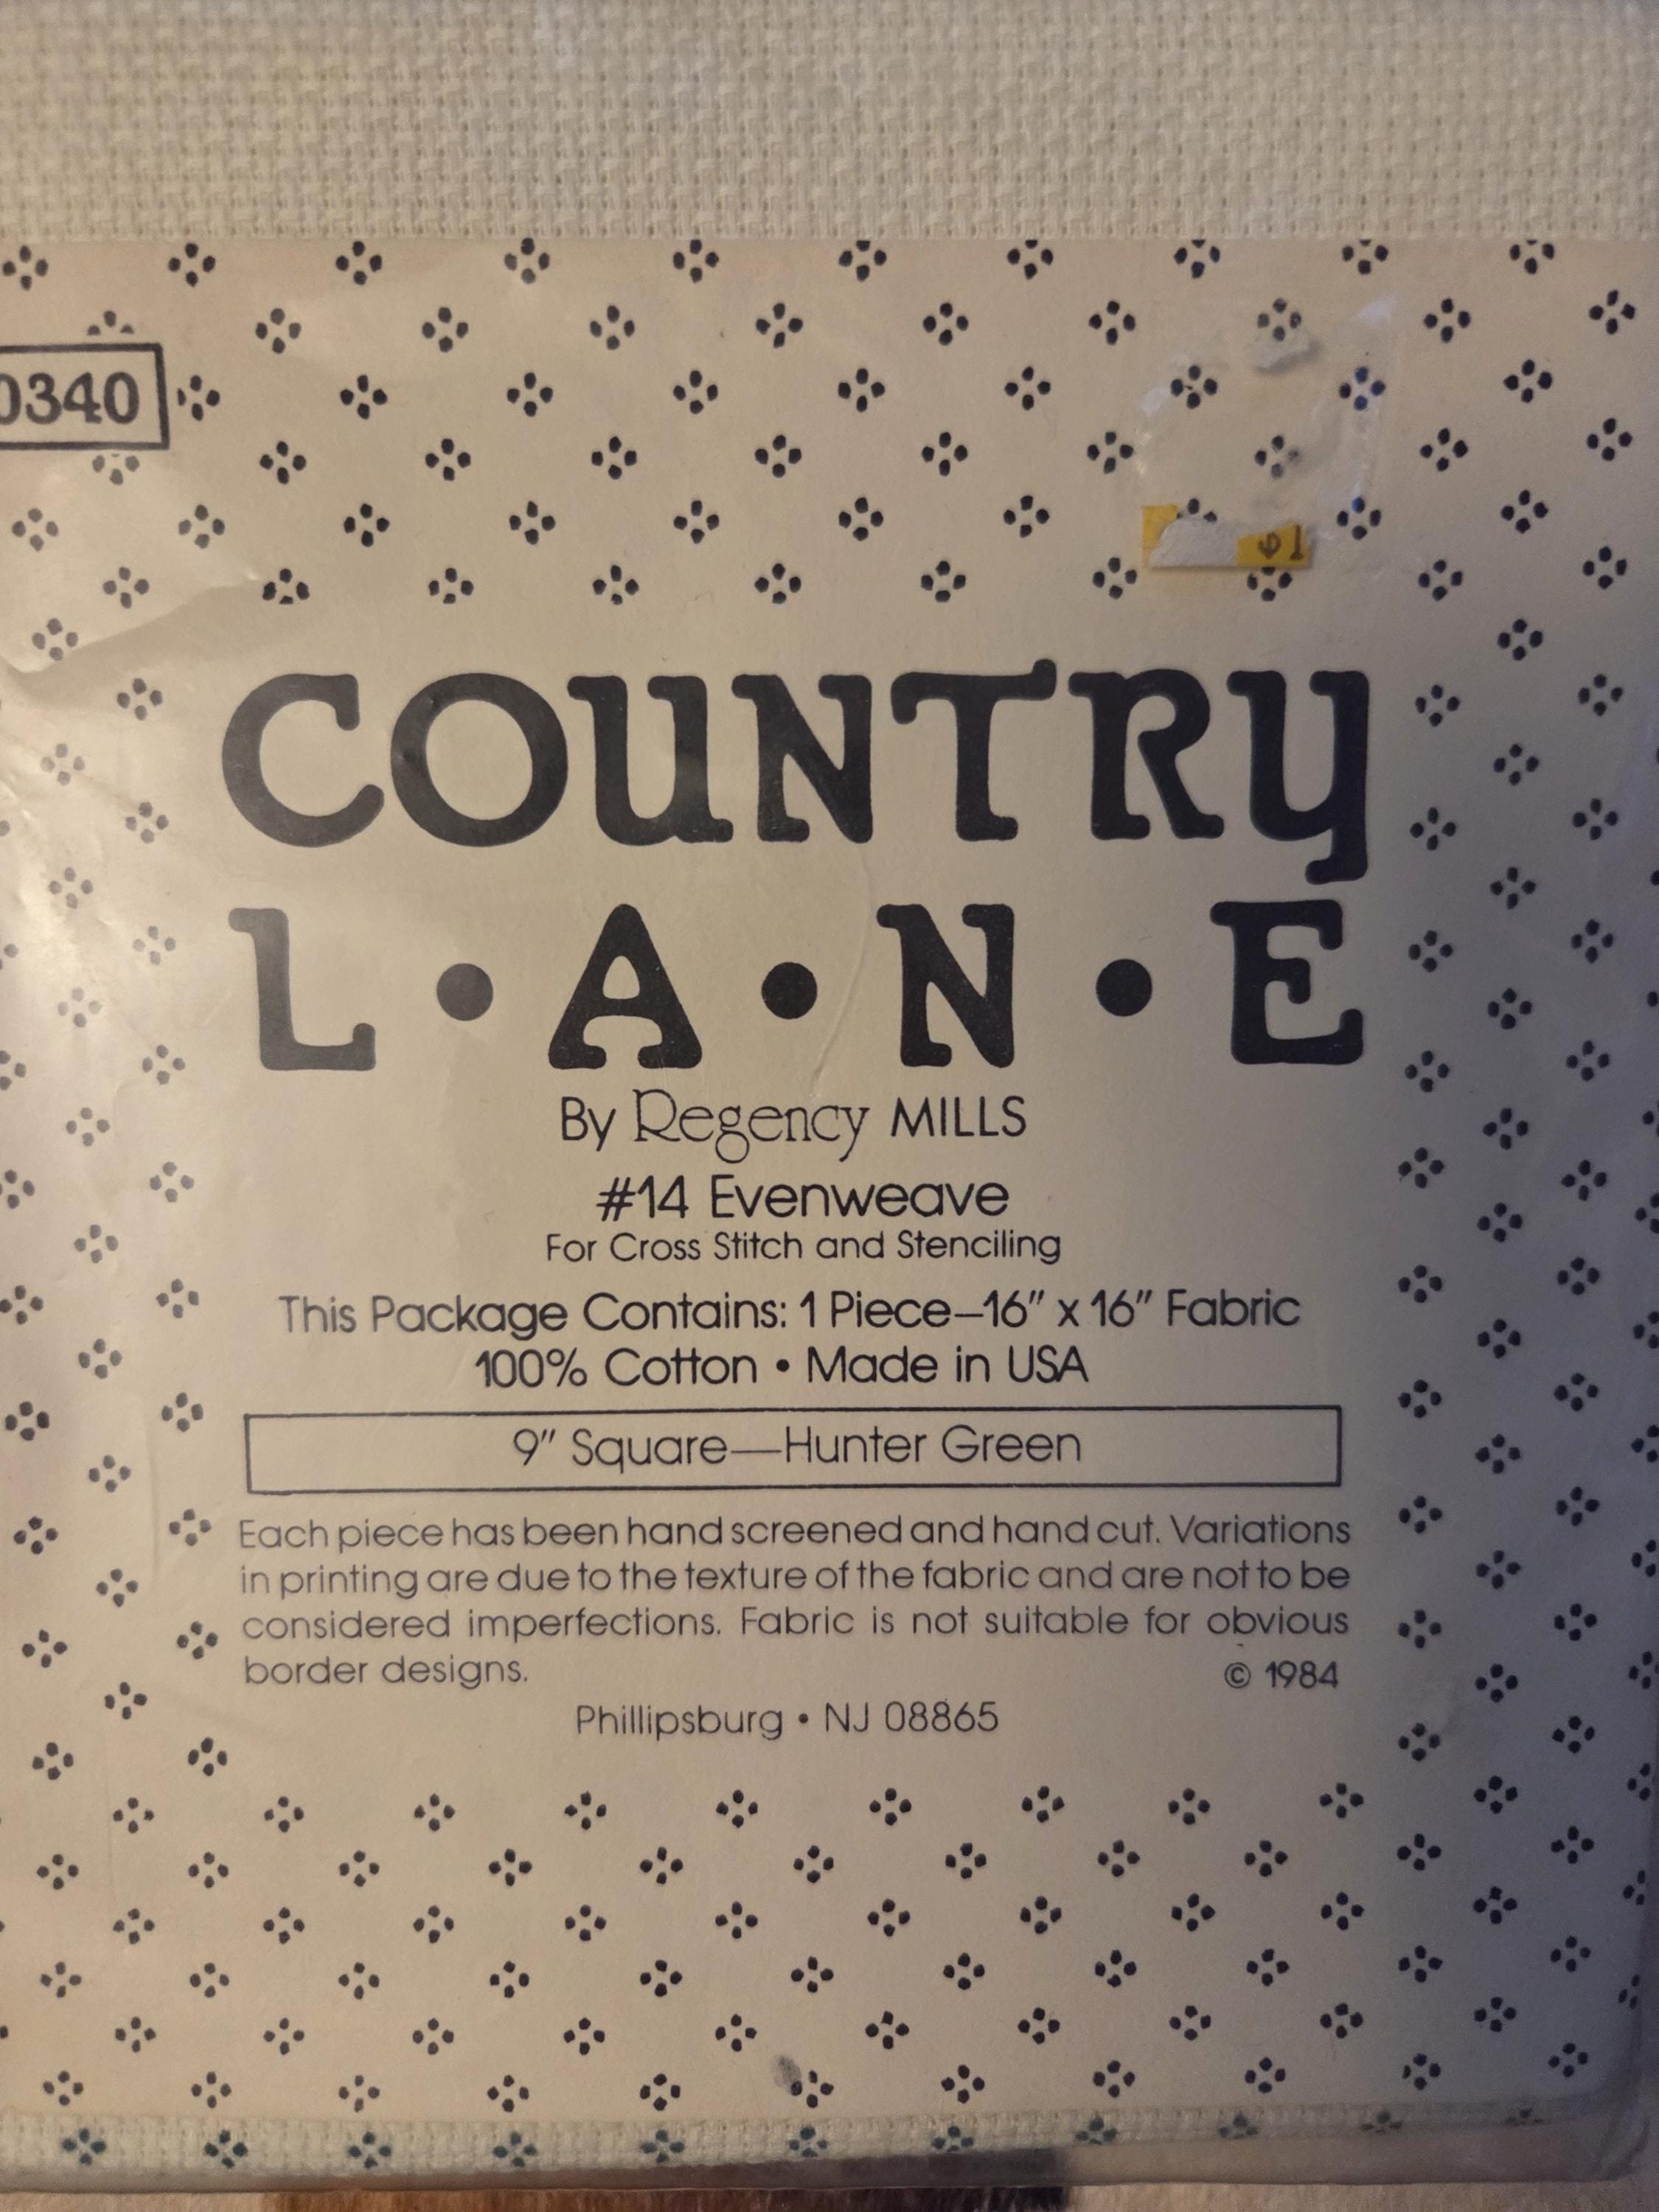 0340
COUNTRY
L•A•N•E
By Regency MILLS
#14 Evenweave
For Cross Stitch and Stenciling
This Package Contains: 1 Piece–16" x 16" Fabric
100% Cotton • Made in USA
9" Square—Hunter Green
Each piece has been hand screened and hand cut. Variations
in printing are due to the texture of the fabric and are not to be
considered imperfections. Fabric is not suitable for obvious
border designs.
© 1984
Phillipsburg • NJ 08865